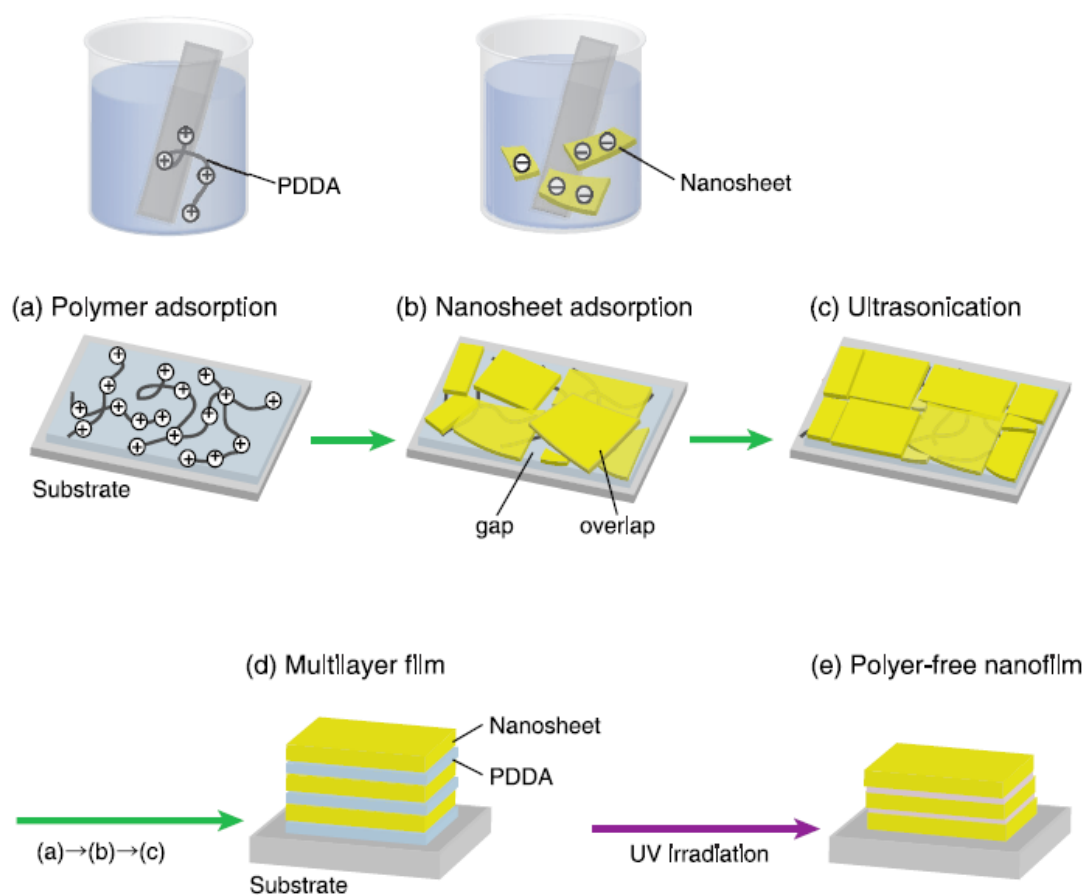 PDDA
Nanosheet
(a) Polymer adsorption
(b) Nanosheet adsorption
(c) Ultrasonication
Substrate
gap
overlap
(d) Multilayer film
(e) Polyer-free nanofilm
Nanosheet
PDDA
(a)→(b)→(c)
UV irradiation
Substrate